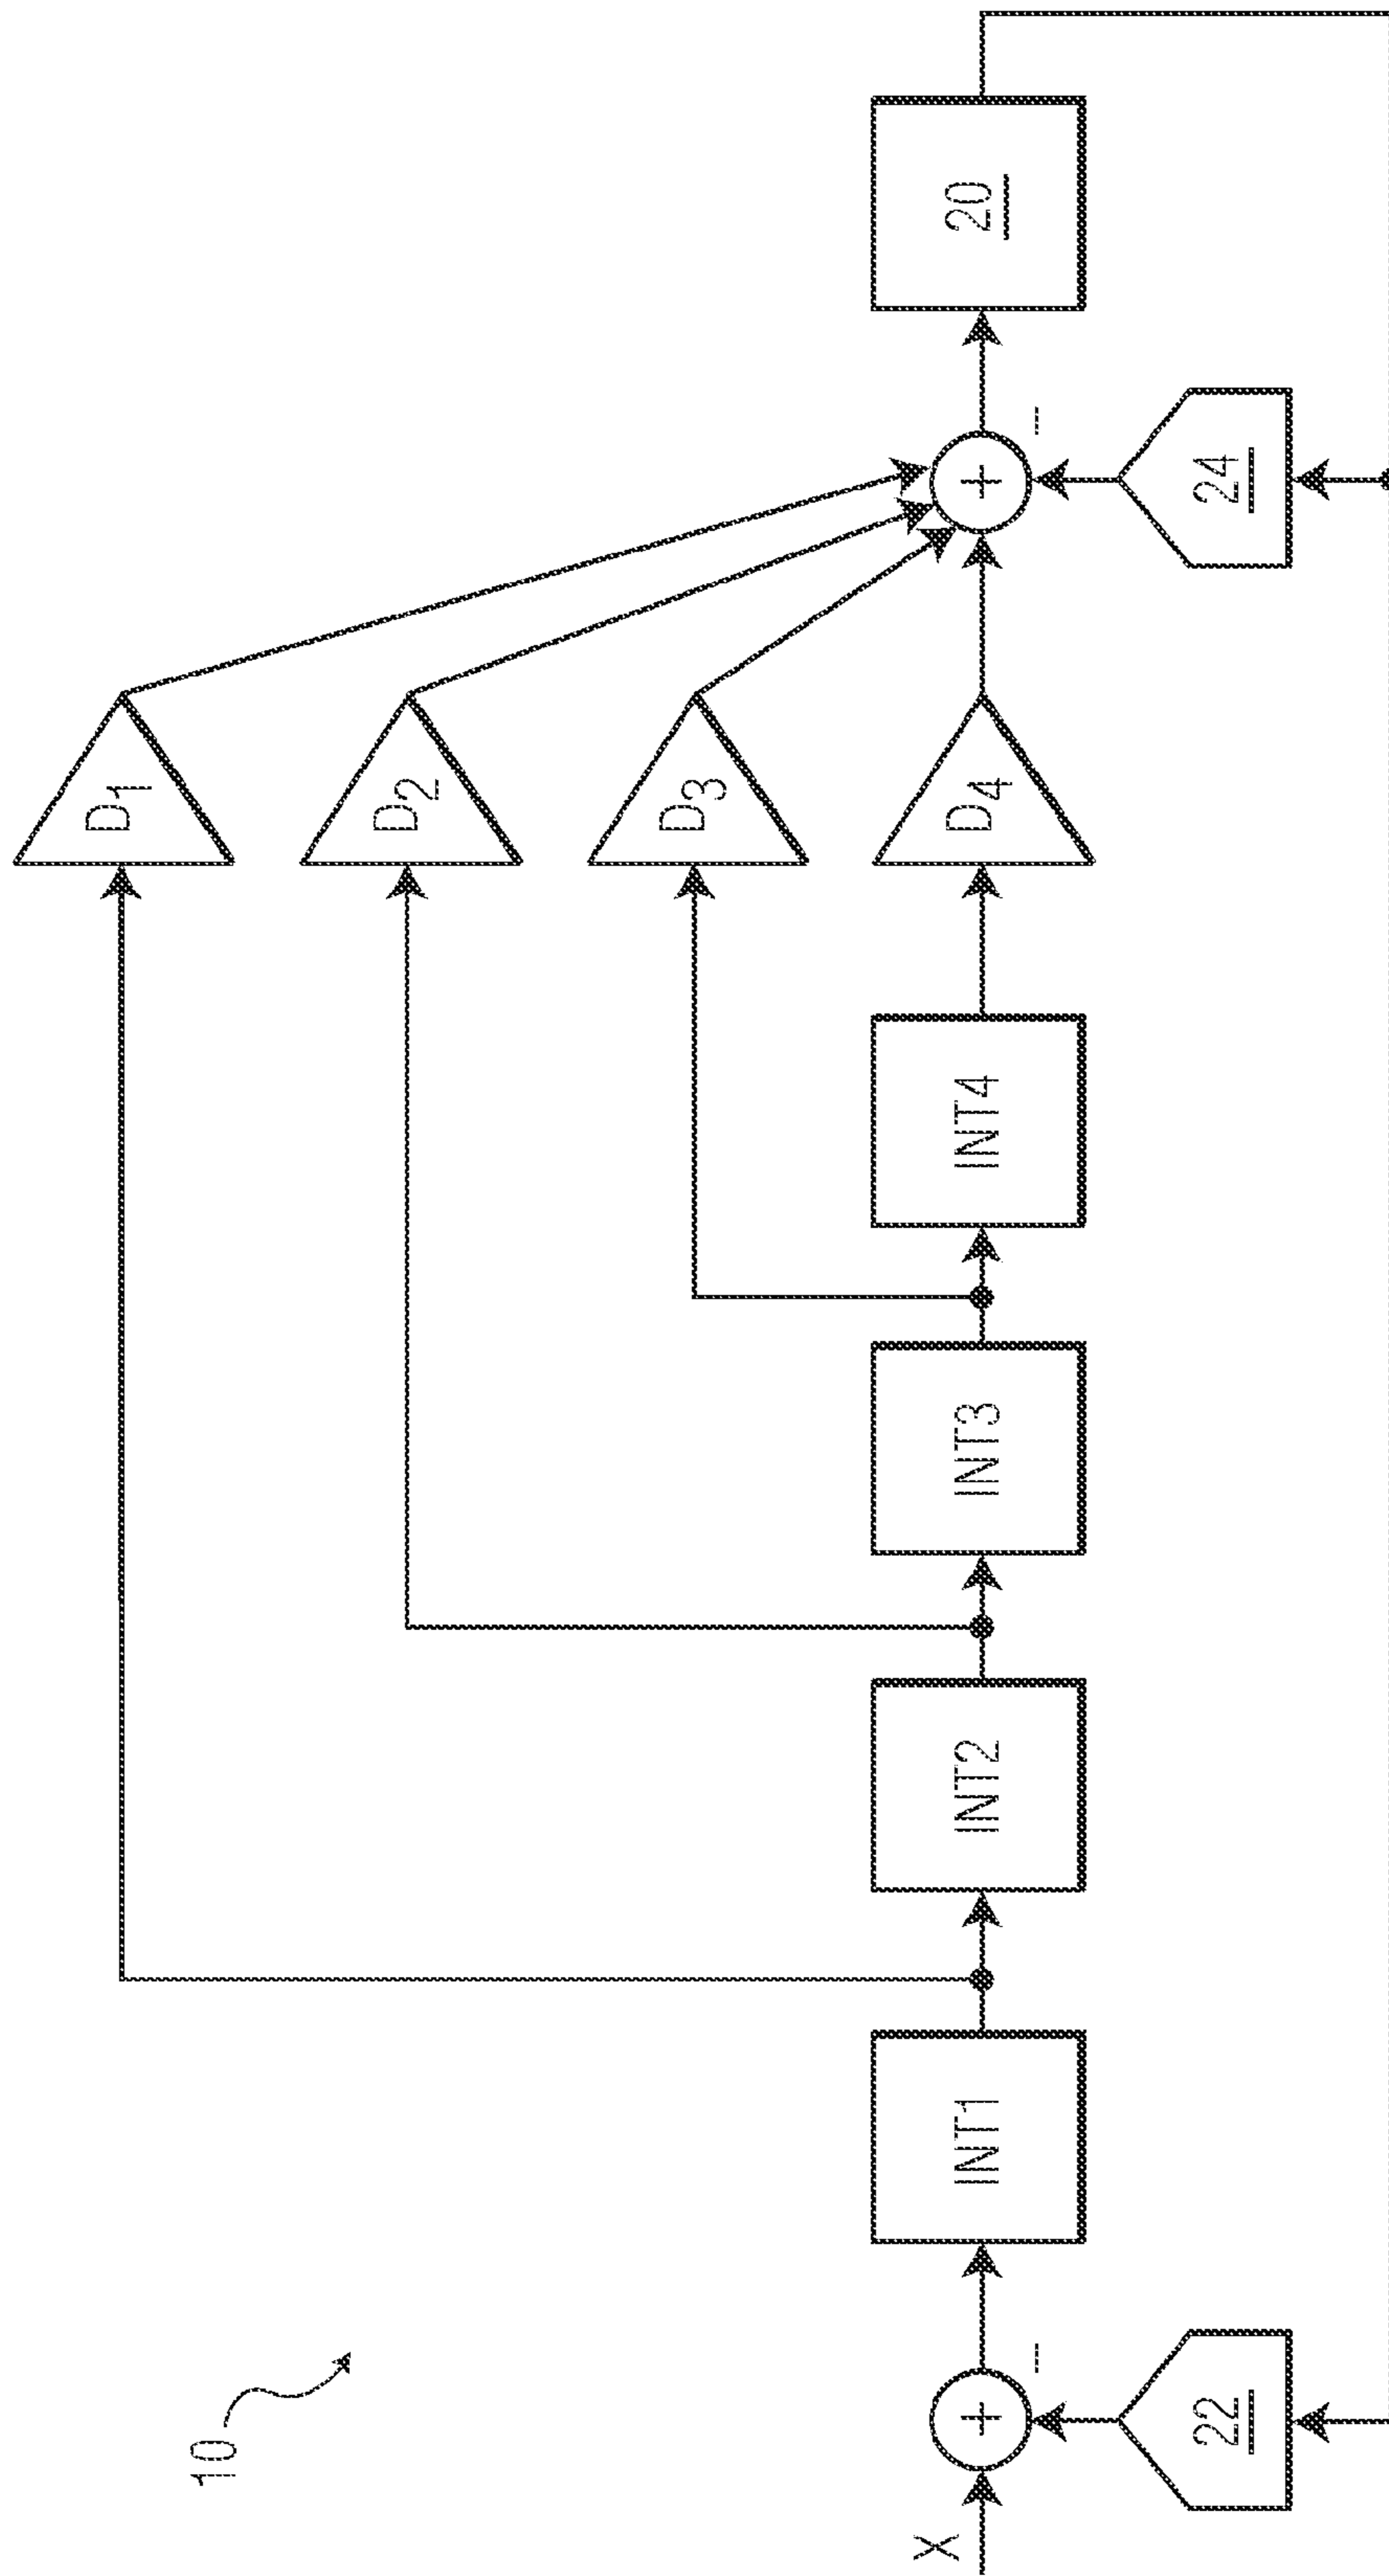 10
D1
D2
D3
X
+
INT1
INT2
INT3
INT4
D4
+
20
−
−
22
24